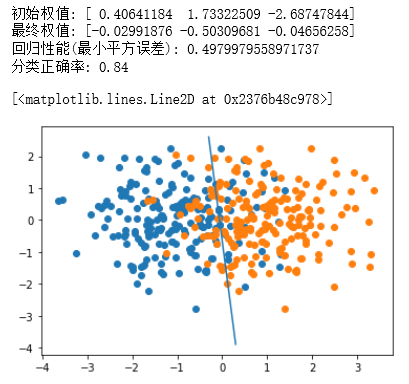 初始权值: [ 0.40641184  1.73322509 -2.68747844]
最终权值: [-0.02991876 -0.50309681 -0.04656258]
回归性能(最小平方误差): 0.4979979558971737
分类正确率: 0.84
[<matplotlib.lines.Line2D at 0x2376b48c978>]
2
1
0
−1
−2
−3
−4
−4 −3 −2 −1 0 1 2 3